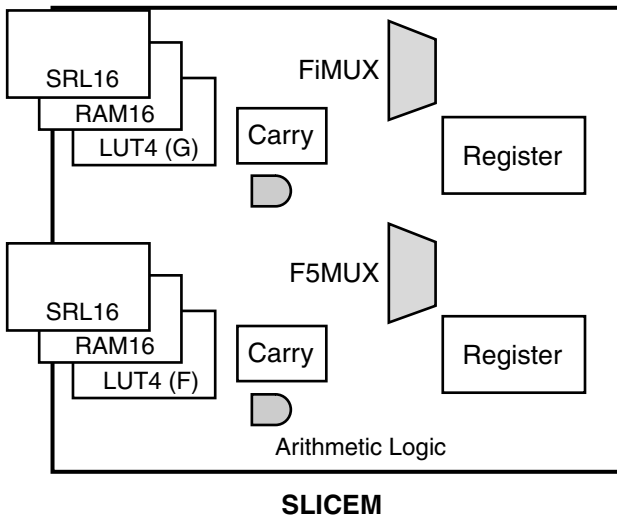 SRL16
RAM16
LUT4 (G)
Carry
FiMUX
Register
SRL16
RAM16
LUT4 (F)
Carry
F5MUX
Register
Arithmetic Logic
SLICEM